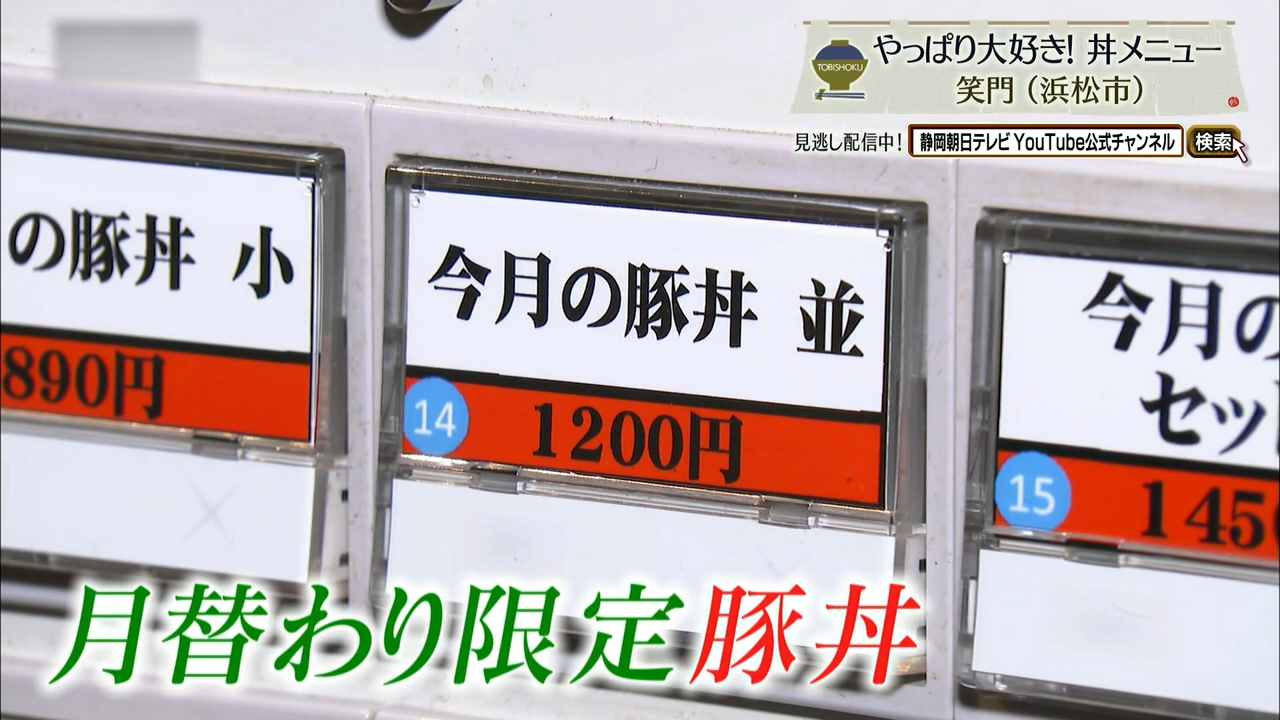 TOBISHOKU
やっぱり大好き! 丼メニュー
笑門(浜松市)
見逃し配信中!
静岡朝日テレビ YouTube公式チャンネル
検索
の豚丼 小
890円
今月の豚丼 並
14
1200円
今月の
セッ
15
145
月替わり限定豚丼